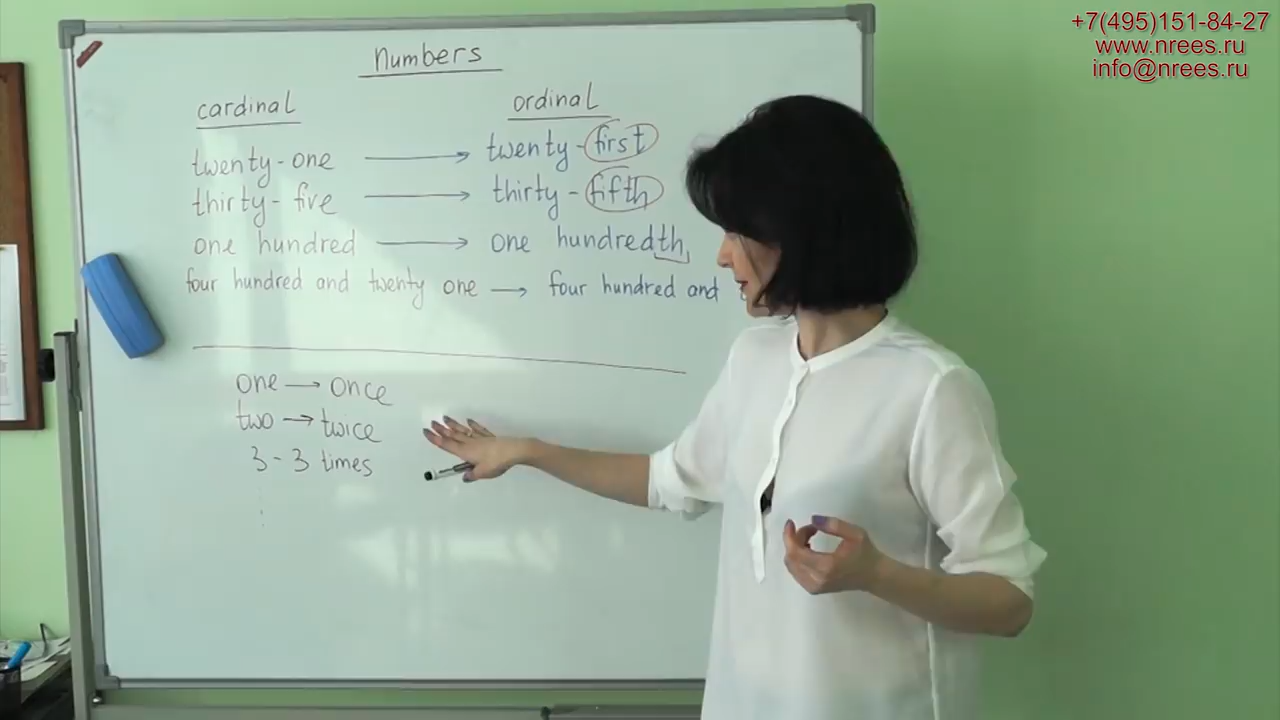 +7(495)151-84-27
www.nrees.ru
info@nrees.ru
numbers
cardinal ordinal
twenty-one → twenty-first
thirty-five → thirty-fifth
one hundred → one hundredth
four hundred and twenty one → four hundred and
one → once
two → twice
3 - 3 times